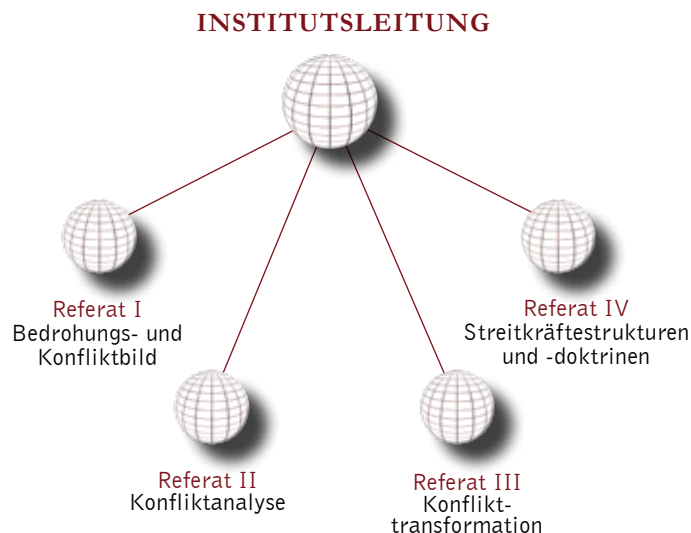 INSTITUTSLEITUNG
Referat I
Bedrohungs- und
Konfliktbild
Referat II
Konfliktanalyse
Referat III
Konflikt-
transformation
Referat IV
Streitkräftestrukturen
und -doktrinen